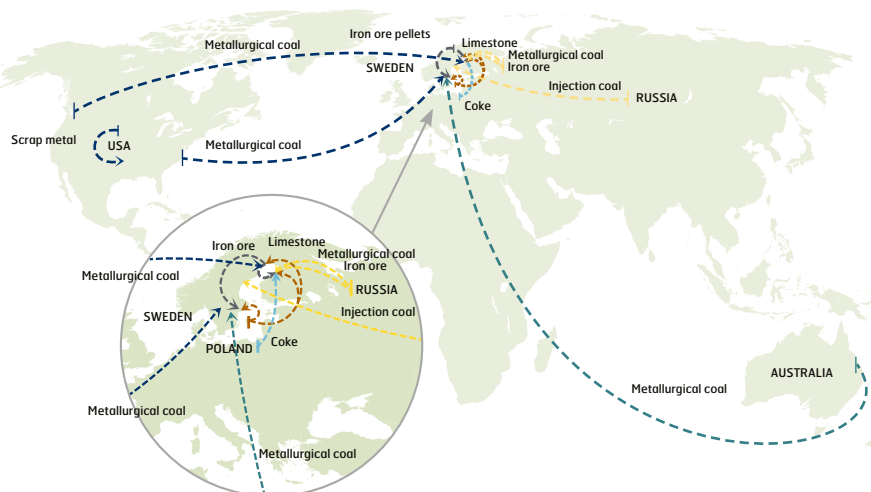 Iron ore pellets
Limestone
Metallurgical coal
Metallurgical coal
Iron ore
SWEDEN
Injection coal
RUSSIA
Coke
Scrap metal
USA
Metallurgical coal
Iron ore
Limestone
Metallurgical coal
Iron ore
Metallurgical coal
RUSSIA
Injection coal
SWEDEN
POLAND
Coke
AUSTRALIA
Metallurgical coal
Metallurgical coal
Metallurgical coal